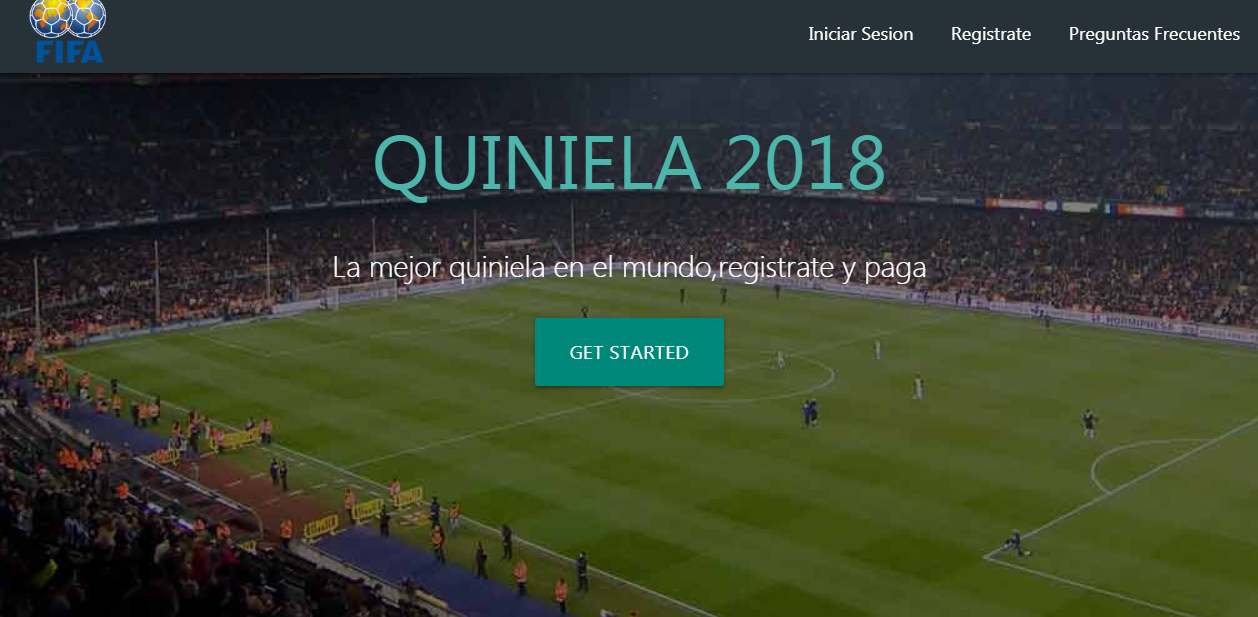 FIFA
Iniciar Sesion
Registrate
Preguntas Frecuentes
QUINIELA 2018
La mejor quiniela en el mundo,registrate y paga
GET STARTED